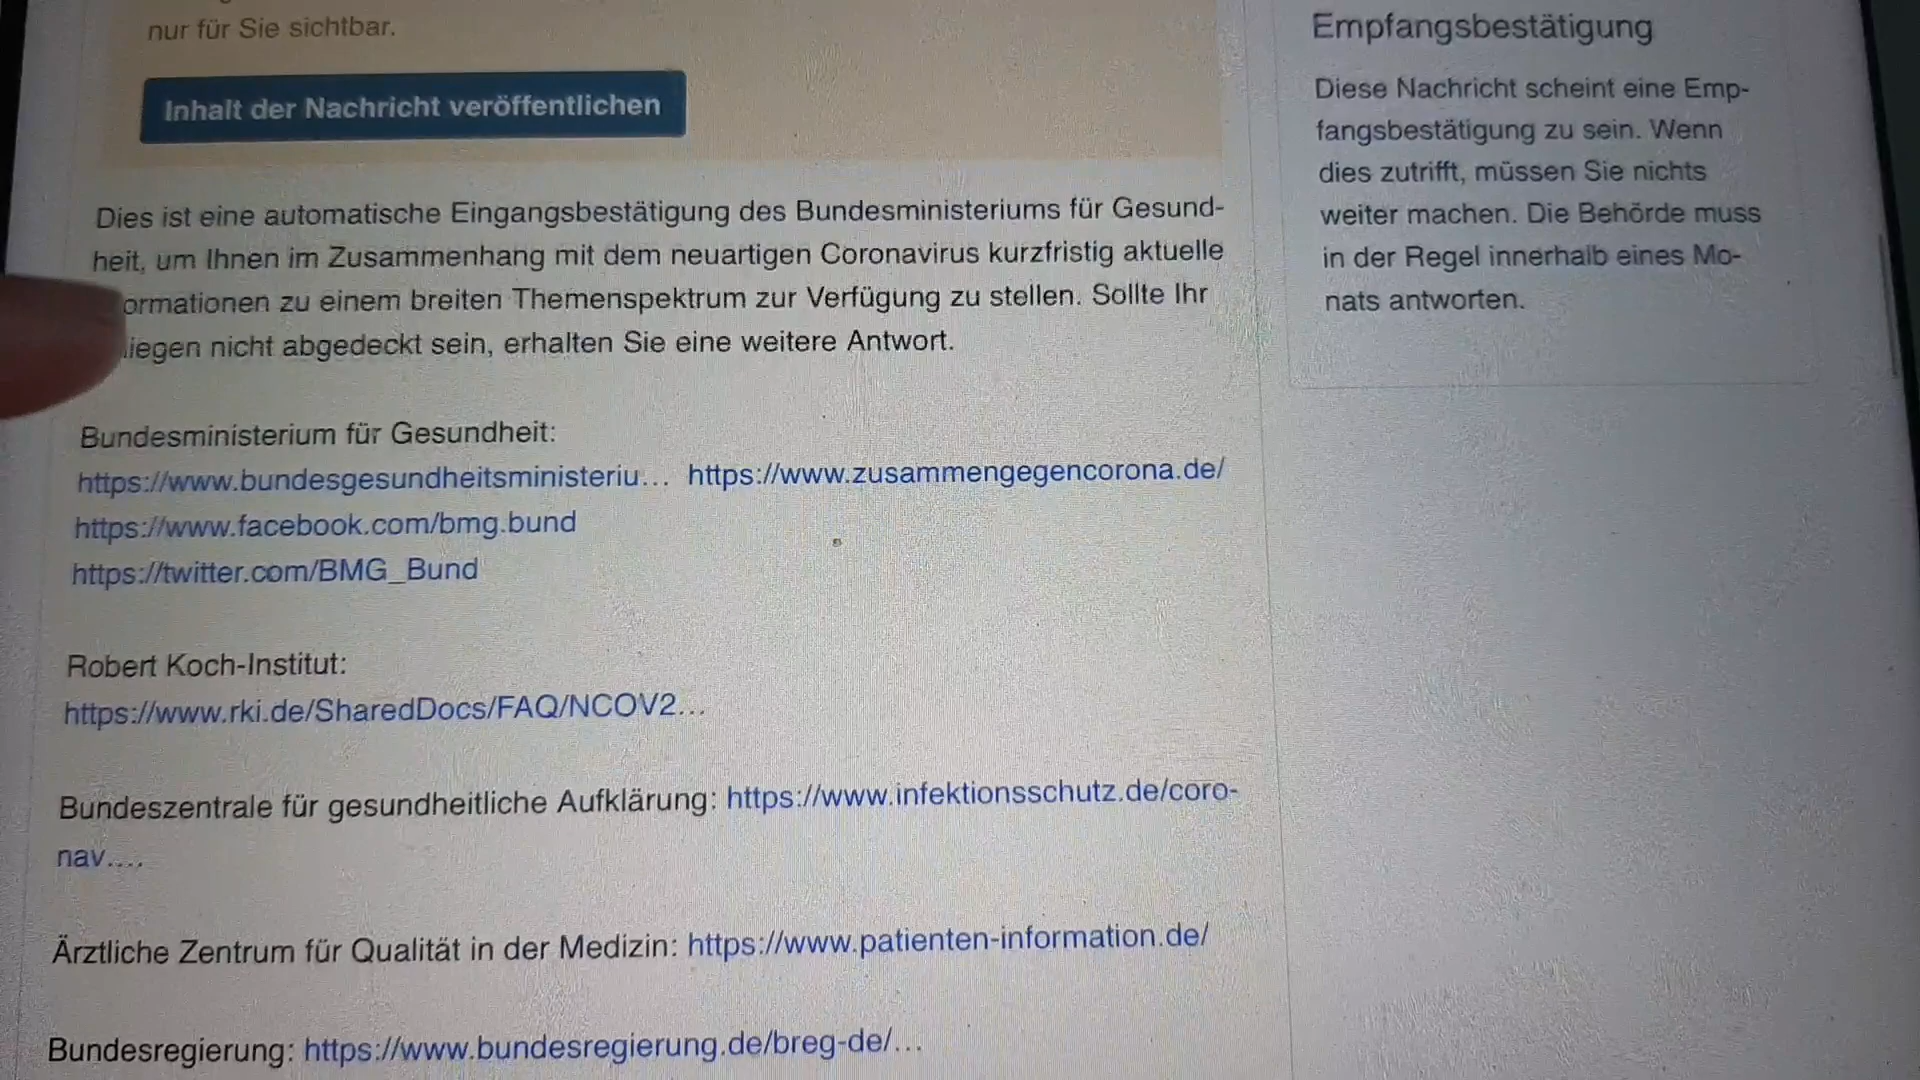 nur für Sie sichtbar.
Inhalt der Nachricht veröffentlichen
Dies ist eine automatische Eingangsbestätigung des Bundesministeriums für Gesund-
heit, um Ihnen im Zusammenhang mit dem neuartigen Coronavirus kurzfristig aktuelle
ormationen zu einem breiten Themenspektrum zur Verfügung zu stellen. Sollte Ihr
liegen nicht abgedeckt sein, erhalten Sie eine weitere Antwort.
Bundesministerium für Gesundheit:
https://www.bundesgesundheitsministeriu... https://www.zusammengegencorona.de/
https://www.facebook.com/bmg.bund
https://twitter.com/BMG_Bund
Robert Koch-Institut:
https://www.rki.de/SharedDocs/FAQ/NCOV2...
Bundeszentrale für gesundheitliche Aufklärung: https://www.infektionsschutz.de/coro-
nav....
Ärztliche Zentrum für Qualität in der Medizin: https://www.patienten-information.de/
Bundesregierung: https://www.bundesregierung.de/breg-de/...
Empfangsbestätigung
Diese Nachricht scheint eine Emp-
fangsbestätigung zu sein. Wenn
dies zutrifft, müssen Sie nichts
weiter machen. Die Behörde muss
in der Regel innerhalb eines Mo-
nats antworten.